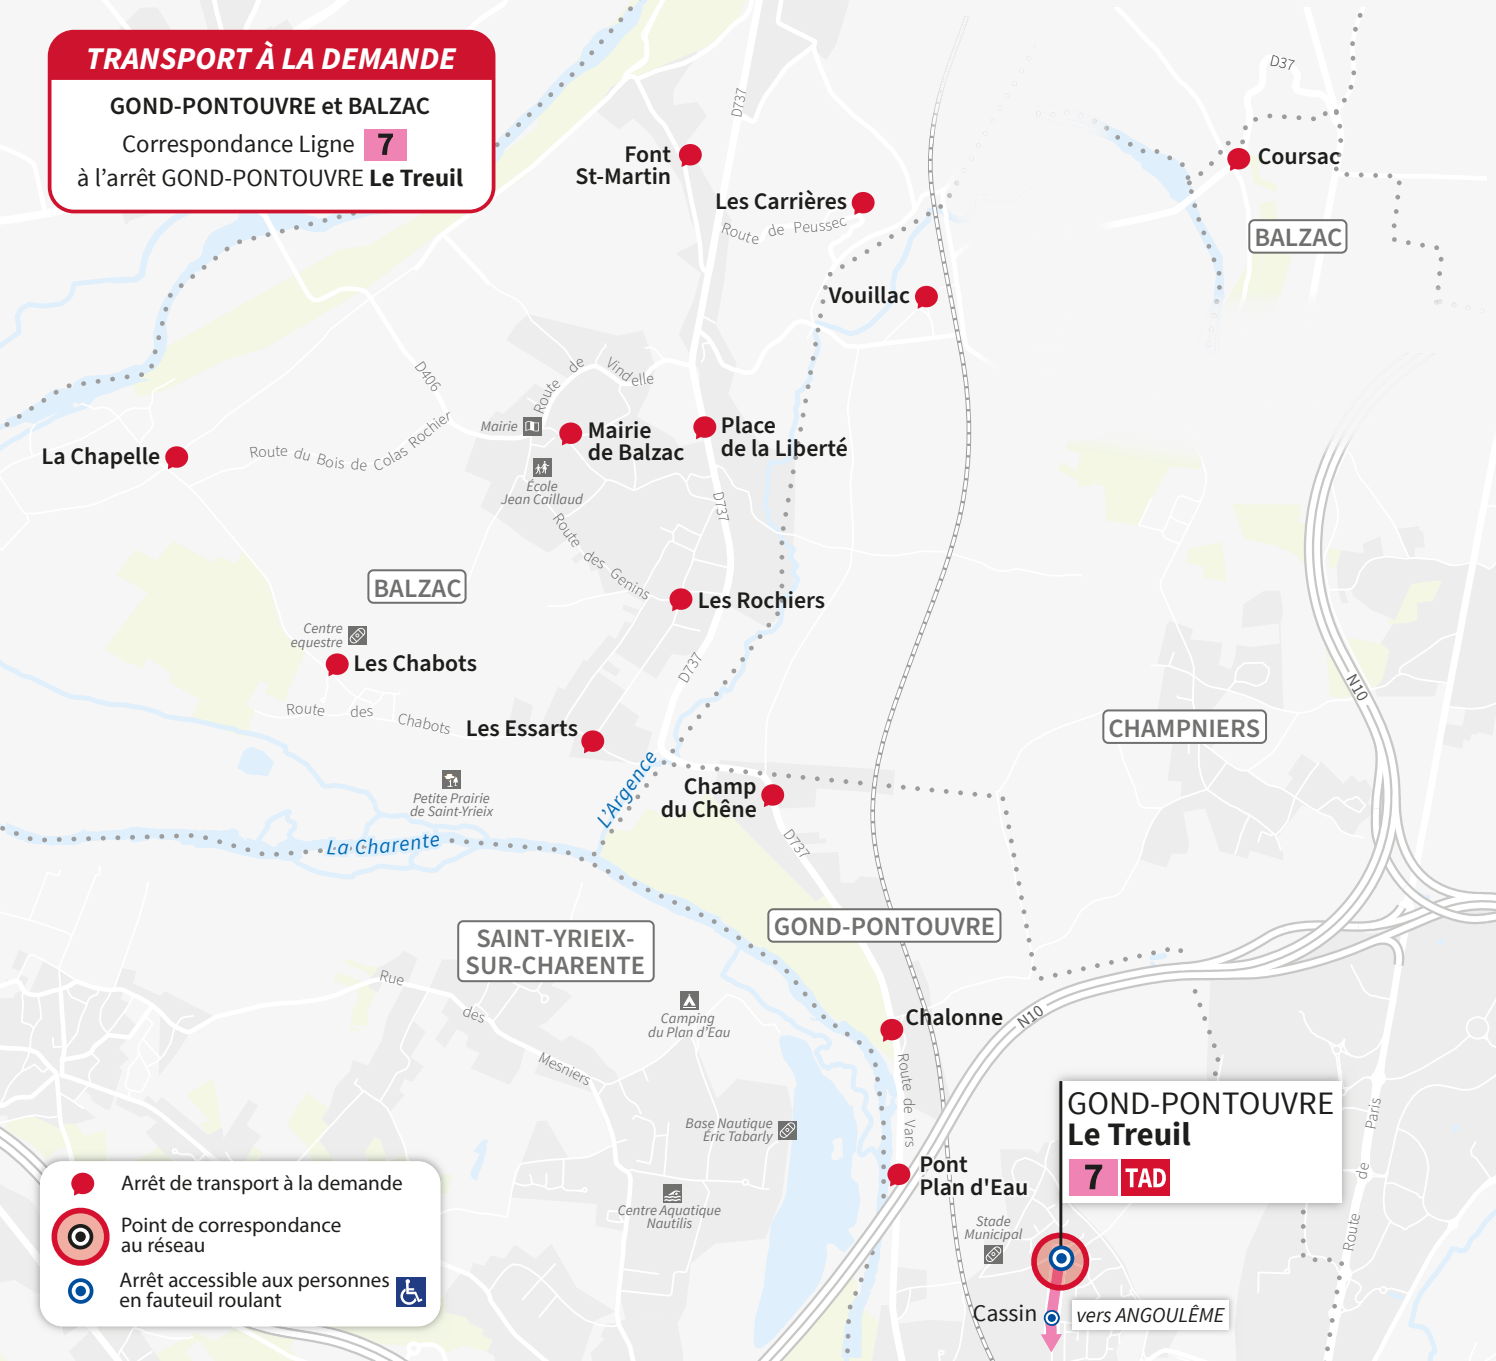 TRANSPORT À LA DEMANDE
GOND-PONTOUVRE et BALZAC
Correspondance Ligne 7
à l'arrêt GOND-PONTOUVRE Le Treuil
D37
D737
Font
St-Martin
Coursac
Les Carrières
Route de Peussec
BALZAC
Vouillac
D406
Route de Vindelle
Mairie
Mairie
de Balzac
Place
de la Liberté
La Chapelle
Route du Bois de Colas Rochier
École
Jean Caillaud
D737
Route des Genins
BALZAC
Les Rochiers
Centre
equestre
Les Chabots
D737
N10
Route des Chabots
Les Essarts
CHAMPNIERS
L'Argence
Petite Prairie
de Saint-Yrieix
Champ
du Chêne
La Charente
D737
GOND-PONTOUVRE
SAINT-YRIEIX-
SUR-CHARENTE
Rue des Mesniers
Camping
du Plan d'Eau
Chalonne
N10
Route de Vars
Base Nautique
Éric Tabarly
GOND-PONTOUVRE
Le Treuil
7 TAD
Route de Paris
Pont
Plan d'Eau
Centre Aquatique
Nautilis
Stade
Municipal
Cassin
vers ANGOULÊME
Arrêt de transport à la demande
Point de correspondance
au réseau
Arrêt accessible aux personnes
en fauteuil roulant